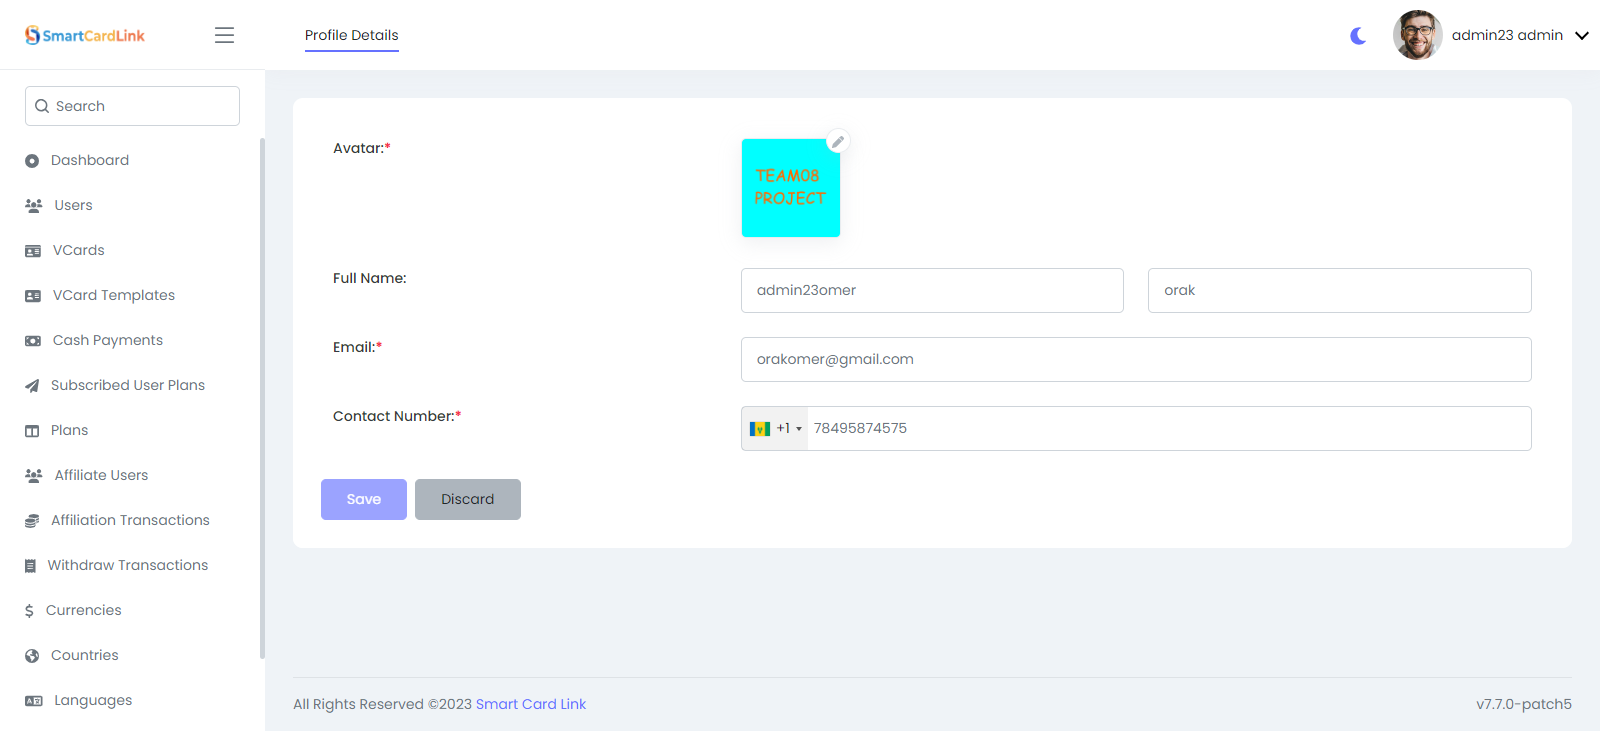 SmartCardLink
Profile Details
admin23 admin
Search
Dashboard
Users
VCards
VCard Templates
Cash Payments
Subscribed User Plans
Plans
Affiliate Users
Affiliation Transactions
Withdraw Transactions
Currencies
Countries
Languages
Avatar:*
TEAM08
PROJECT
Full Name:
admin23omer
orak
Email:*
orakomer@gmail.com
Contact Number:*
+1
78495874575
Save
Discard
All Rights Reserved ©2023 Smart Card Link
v7.7.0-patch5